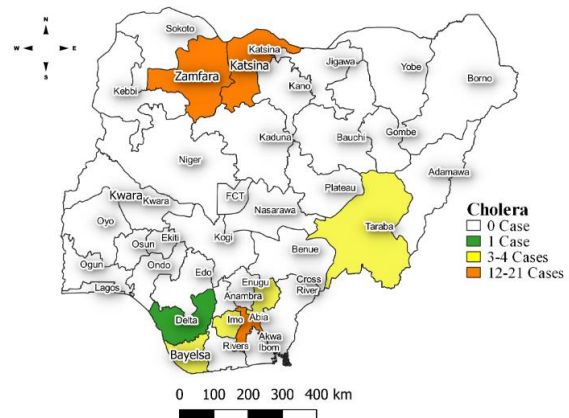 N
W E
S
Sokoto
Katsina
Zamfara
Katsina
Jigawa
Yobe
Borno
Kebbi
Kano
Gombe
Kaduna
Bauchi
Niger
Adamawa
Plateau
Kwara
Kwara
FCT
Nasarawa
Taraba
Oyo
Osun
Ekiti
Kogi
Benue
Ogun
Ondo
Edo
Enugu
Cross
River
Lagos
Anambra
Delta
Imo
Abia
Bayelsa
Rivers
Akwa
Ibom
Cholera
0 Case
1 Case
3-4 Cases
12-21 Cases
0 100 200 300 400 km